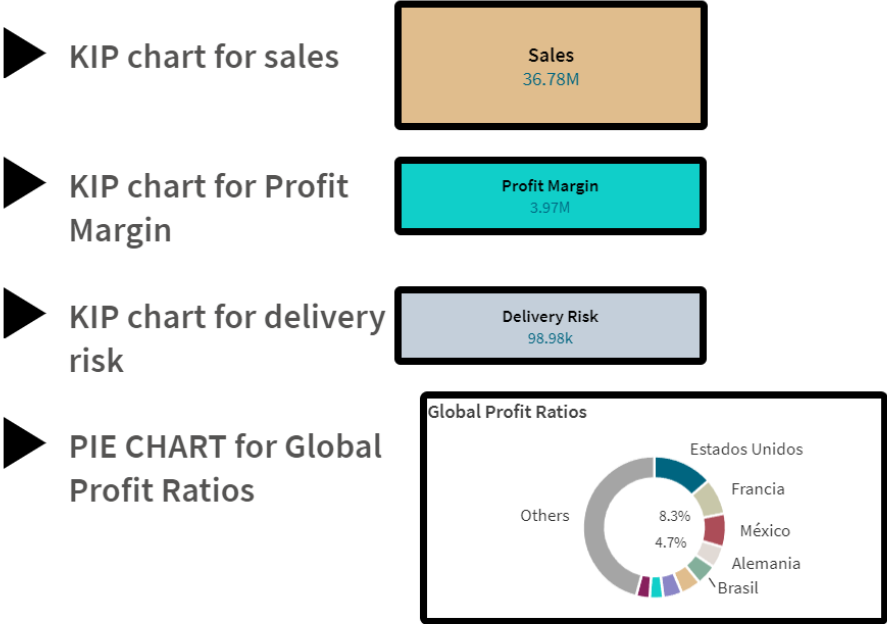 KIP chart for sales
Sales
36.78M
KIP chart for Profit
Margin
Profit Margin
3.97M
KIP chart for delivery
risk
Delivery Risk
98.98k
PIE CHART for Global
Profit Ratios
Global Profit Ratios
Estados Unidos
Francia
Others
8.3%
México
4.7%
Alemania
Brasil